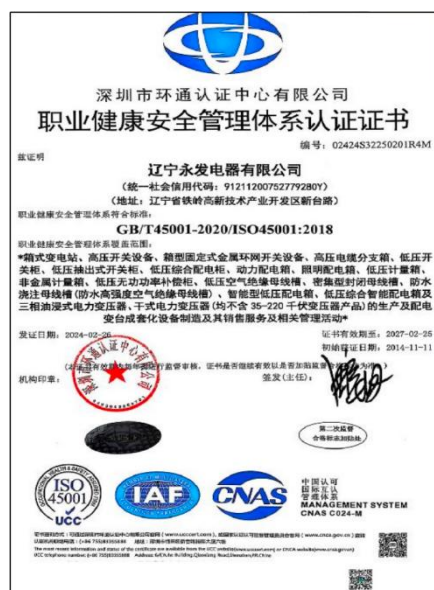 深圳市环通认证中心有限公司
职业健康安全管理体系认证证书
编号：02424S32250201R4M
兹证明
辽宁永发电器有限公司
（统一社会信用代码：91211200752779280Y）
（地址：辽宁省铁岭高新技术产业开发区新台路）
职业健康安全管理体系符合标准：
GB/T45001-2020/ISO45001:2018
职业健康安全管理体系覆盖范围：
*箱式变电站、高压开关设备、箱型固定式金属环网开关设备、高压电缆分支箱、低压开
关柜、低压抽出式开关柜、低压综合配电柜、动力配电箱、照明配电箱、低压计量箱、
非金属计量箱、低压无功功率补偿柜、低压空气绝缘母线槽、密集型封闭母线槽、防水
浇注母线槽（防水高强度空气绝缘母线槽）、智能型低压配电箱、低压综合智能配电箱及
三相油浸式电力变压器、干式电力变压器（均不含 35-220 千伏变压器产品）的生产及配电
变台成套化设备制造及其销售服务及相关管理活动*
发证日期：2024-02-26
证书有效期至：2027-02-25
初始获证日期：2014-11-11
机构印章：
签发（主任）：
第二次监督
合格标志加贴处
ISO
45001
UCC
IAF
CNAS
中国认可
国际互认
管理体系
MANAGEMENT SYSTEM
CNAS C024-M